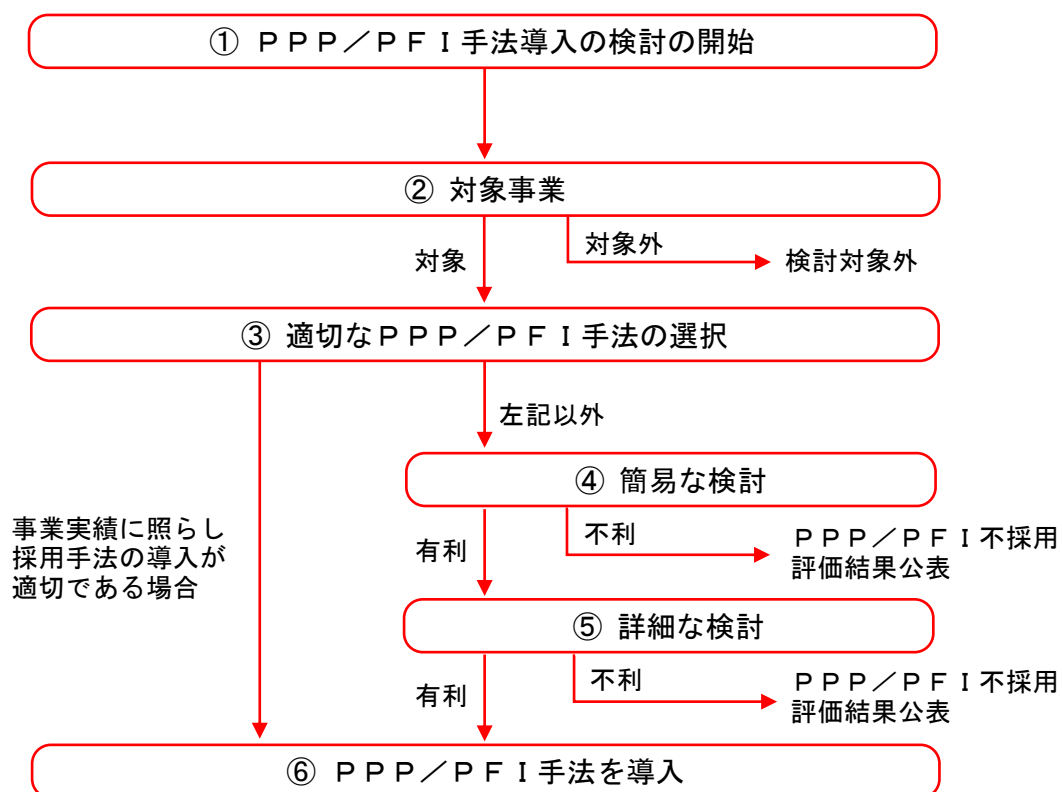 ① ＰＰＰ／ＰＦＩ手法導入の検討の開始
② 対象事業
対象
対象外
検討対象外
③ 適切なＰＰＰ／ＰＦＩ手法の選択
左記以外
④ 簡易な検討
事業実績に照らし
採用手法の導入が
適切である場合
有利
不利
ＰＰＰ／ＰＦＩ不採用
評価結果公表
⑤ 詳細な検討
有利
不利
ＰＰＰ／ＰＦＩ不採用
評価結果公表
⑥ ＰＰＰ／ＰＦＩ手法を導入